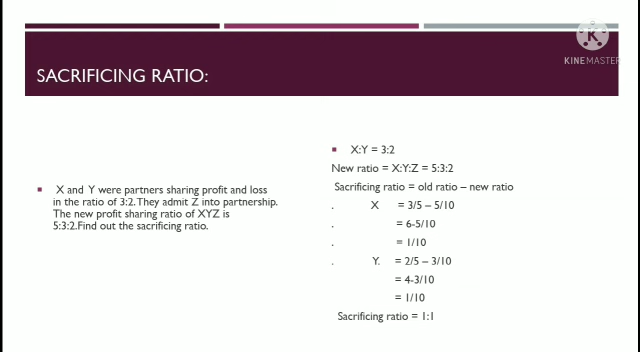 K
KINEMASTER
SACRIFICING RATIO:
X and Y were partners sharing profit and loss
in the ratio of 3:2.They admit Z into partnership.
The new profit sharing ratio of XYZ is
5:3:2.Find out the sacrificing ratio.
X:Y = 3:2
New ratio = X:Y:Z = 5:3:2
Sacrificing ratio = old ratio – new ratio
. X = 3/5 – 5/10
. = 6-5/10
. = 1/10
. Y. = 2/5 – 3/10
= 4-3/10
= 1/10
Sacrificing ratio = 1:1